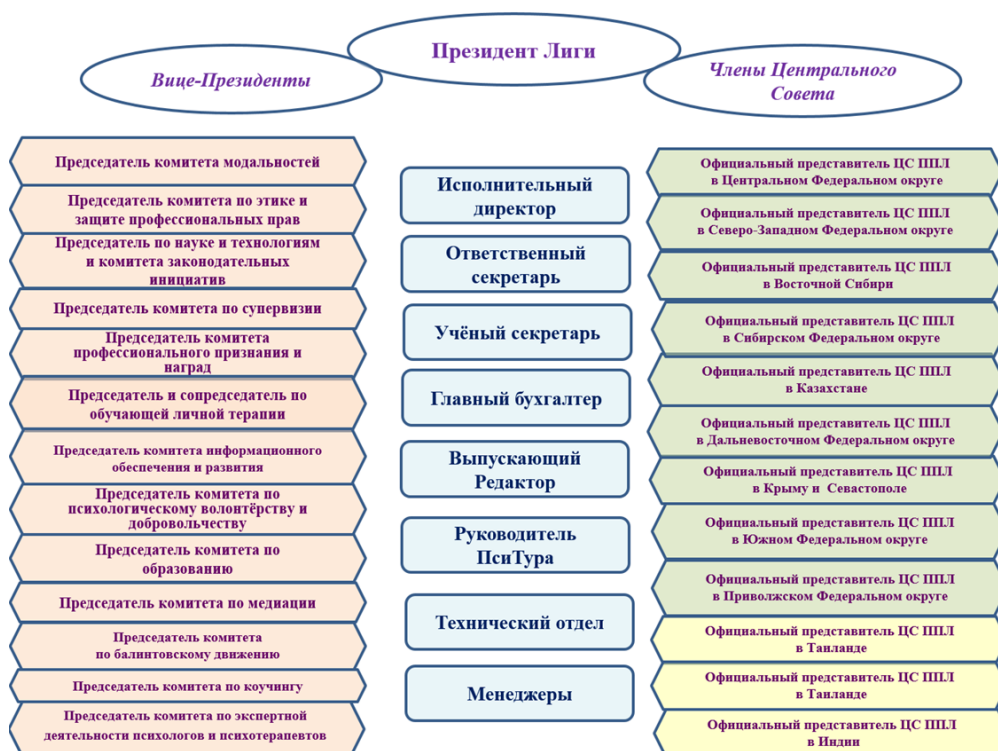 Президент Лиги
Вице-Президенты
Члены Центрального
Совета
Председатель комитета модальностей
Председатель комитета по этике и
защите профессиональных прав
Председатель по науке и технологиям
и комитета законодательных
инициатив
Председатель комитета по супервизии
Председатель комитета
профессионального признания и
наград
Председатель и сопредседатель по
обучающей личной терапии
Председатель комитета информационного
обеспечения и развития
Председатель комитета по
психологическому волонтёрству и
добровольчеству
Председатель комитета по
образованию
Председатель комитета по медиации
Председатель комитета
по балинтовскому движению
Председатель комитета по коучингу
Председатель комитета по экспертной
деятельности психологов и психотерапевтов
Исполнительный
директор
Ответственный
секретарь
Учёный секретарь
Главный бухгалтер
Выпускающий
Редактор
Руководитель
ПсиТура
Технический отдел
Менеджеры
Официальный представитель ЦС ППЛ
в Центральном Федеральном округе
Официальный представитель ЦС ППЛ
в Северо-Западном Федеральном округе
Официальный представитель ЦС ППЛ
в Восточной Сибири
Официальный представитель ЦС ППЛ
в Сибирском Федеральном округе
Официальный представитель ЦС ППЛ
в Казахстане
Официальный представитель ЦС ППЛ
в Дальневосточном Федеральном округе
Официальный представитель ЦС ППЛ
в Крыму и Севастополе
Официальный представитель ЦС ППЛ
в Южном Федеральном округе
Официальный представитель ЦС ППЛ
в Приволжском Федеральном округе
Официальный представитель ЦС ППЛ
в Таиланде
Официальный представитель ЦС ППЛ
в Таиланде
Официальный представитель ЦС ППЛ
в Индии